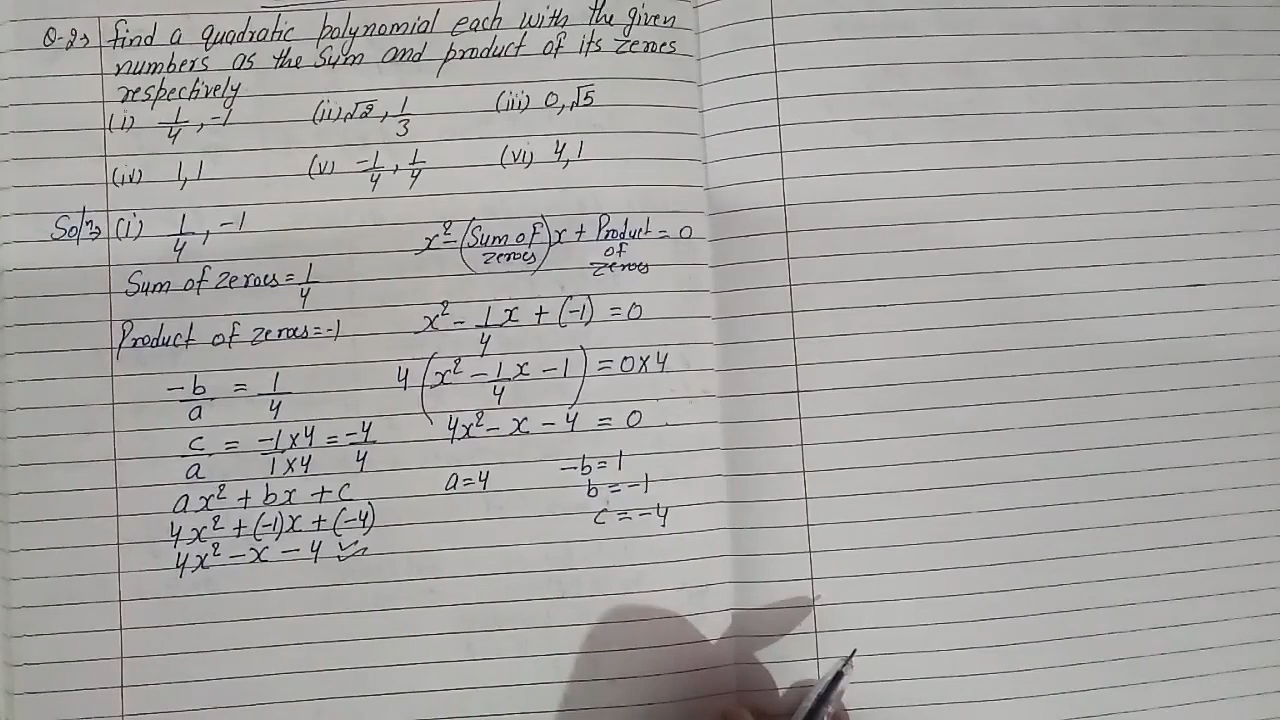 Q-2→ find a quadratic polynomial each with the given
numbers as the Sum and product of its zeroes
respectively
(i) 1/4, -1 (ii) √2, 1/3 (iii) 0, √5
(iv) 1, 1 (v) -1/4, 1/4 (vi) 4, 1
Soln→ (i) 1/4, -1
Sum of zeroes = 1/4
Product of zeroes = -1
-b/a = 1/4
c/a = -1×4/1×4 = -4/4
ax² + bx + c
4x² + (-1)x + (-4)
4x² - x - 4 ✓
x² - (Sum of zeroes)x + Product of zeroes = 0
x² - 1/4 x + (-1) = 0
4(x² - 1/4 x - 1) = 0×4
4x² - x - 4 = 0
a = 4 -b = 1
b = -1
c = -4